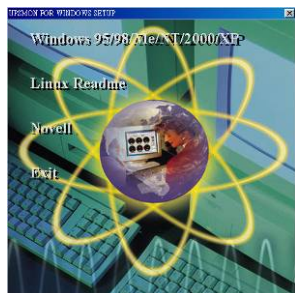 UPSMON FOR WINDOWS SETUP
Windows 95/98/Me/NT/2000/XP
Linux Readme
Novell
Exit